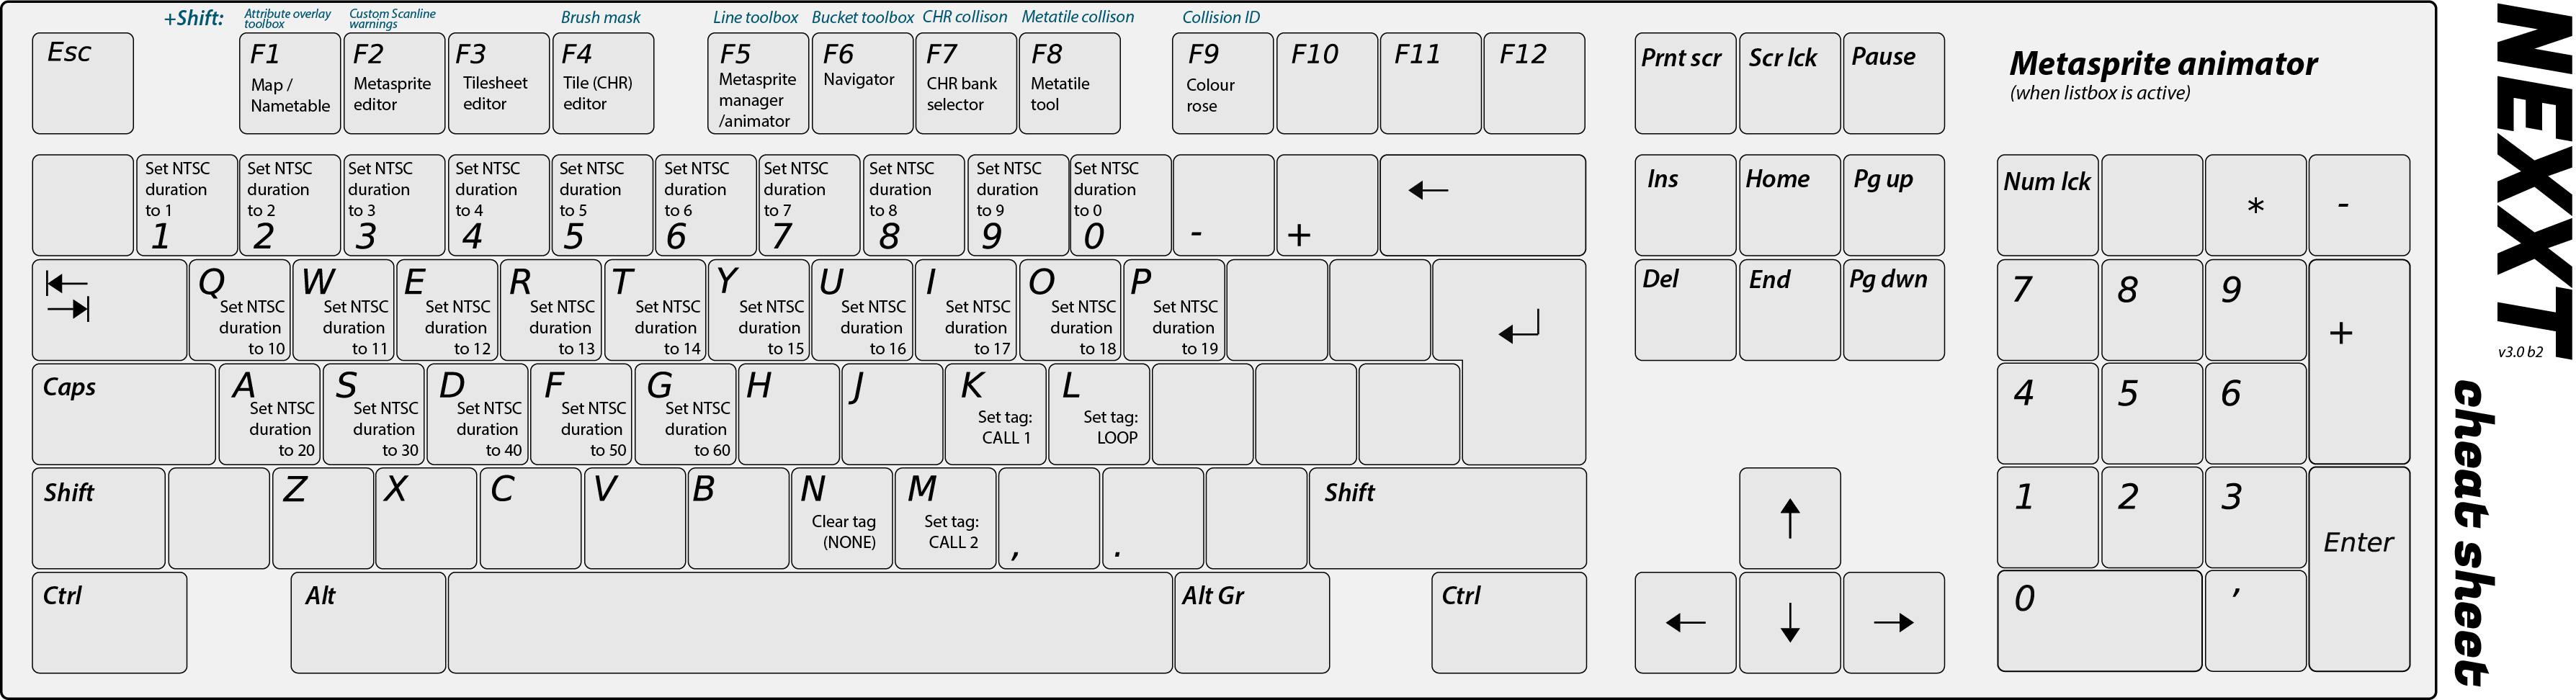 +Shift:
Attribute overlay
toolbox
Custom Scanline
warnings
Brush mask
Line toolbox
Bucket toolbox
CHR collison
Metatile collison
Collision ID
Esc
F1
Map /
Nametable
F2
Metasprite
editor
F3
Tilesheet
editor
F4
Tile (CHR)
editor
F5
Metasprite
manager
/animator
F6
Navigator
F7
CHR bank
selector
F8
Metatile
tool
F9
Colour
rose
F10
F11
F12
Prnt scr
Scr lck
Pause
Metasprite animator
(when listbox is active)
Set NTSC
duration
to 1
1
Set NTSC
duration
to 2
2
Set NTSC
duration
to 3
3
Set NTSC
duration
to 4
4
Set NTSC
duration
to 5
5
Set NTSC
duration
to 6
6
Set NTSC
duration
to 7
7
Set NTSC
duration
to 8
8
Set NTSC
duration
to 9
9
Set NTSC
duration
to 0
0
-
+
←
Ins
Home
Pg up
Num lck
*
-
Q
Set NTSC
duration
to 10
W
Set NTSC
duration
to 11
E
Set NTSC
duration
to 12
R
Set NTSC
duration
to 13
T
Set NTSC
duration
to 14
Y
Set NTSC
duration
to 15
U
Set NTSC
duration
to 16
I
Set NTSC
duration
to 17
O
Set NTSC
duration
to 18
P
Set NTSC
duration
to 19
Del
End
Pg dwn
7
8
9
+
Caps
A
Set NTSC
duration
to 20
S
Set NTSC
duration
to 30
D
Set NTSC
duration
to 40
F
Set NTSC
duration
to 50
G
Set NTSC
duration
to 60
H
J
K
Set tag:
CALL 1
L
Set tag:
LOOP
4
5
6
Shift
Z
X
C
V
B
N
Clear tag
(NONE)
M
Set tag:
CALL 2
,
.
Shift
↑
1
2
3
Enter
Ctrl
Alt
Alt Gr
Ctrl
←
↓
→
0
,
NEXXT
v3.0 b2
cheat sheet